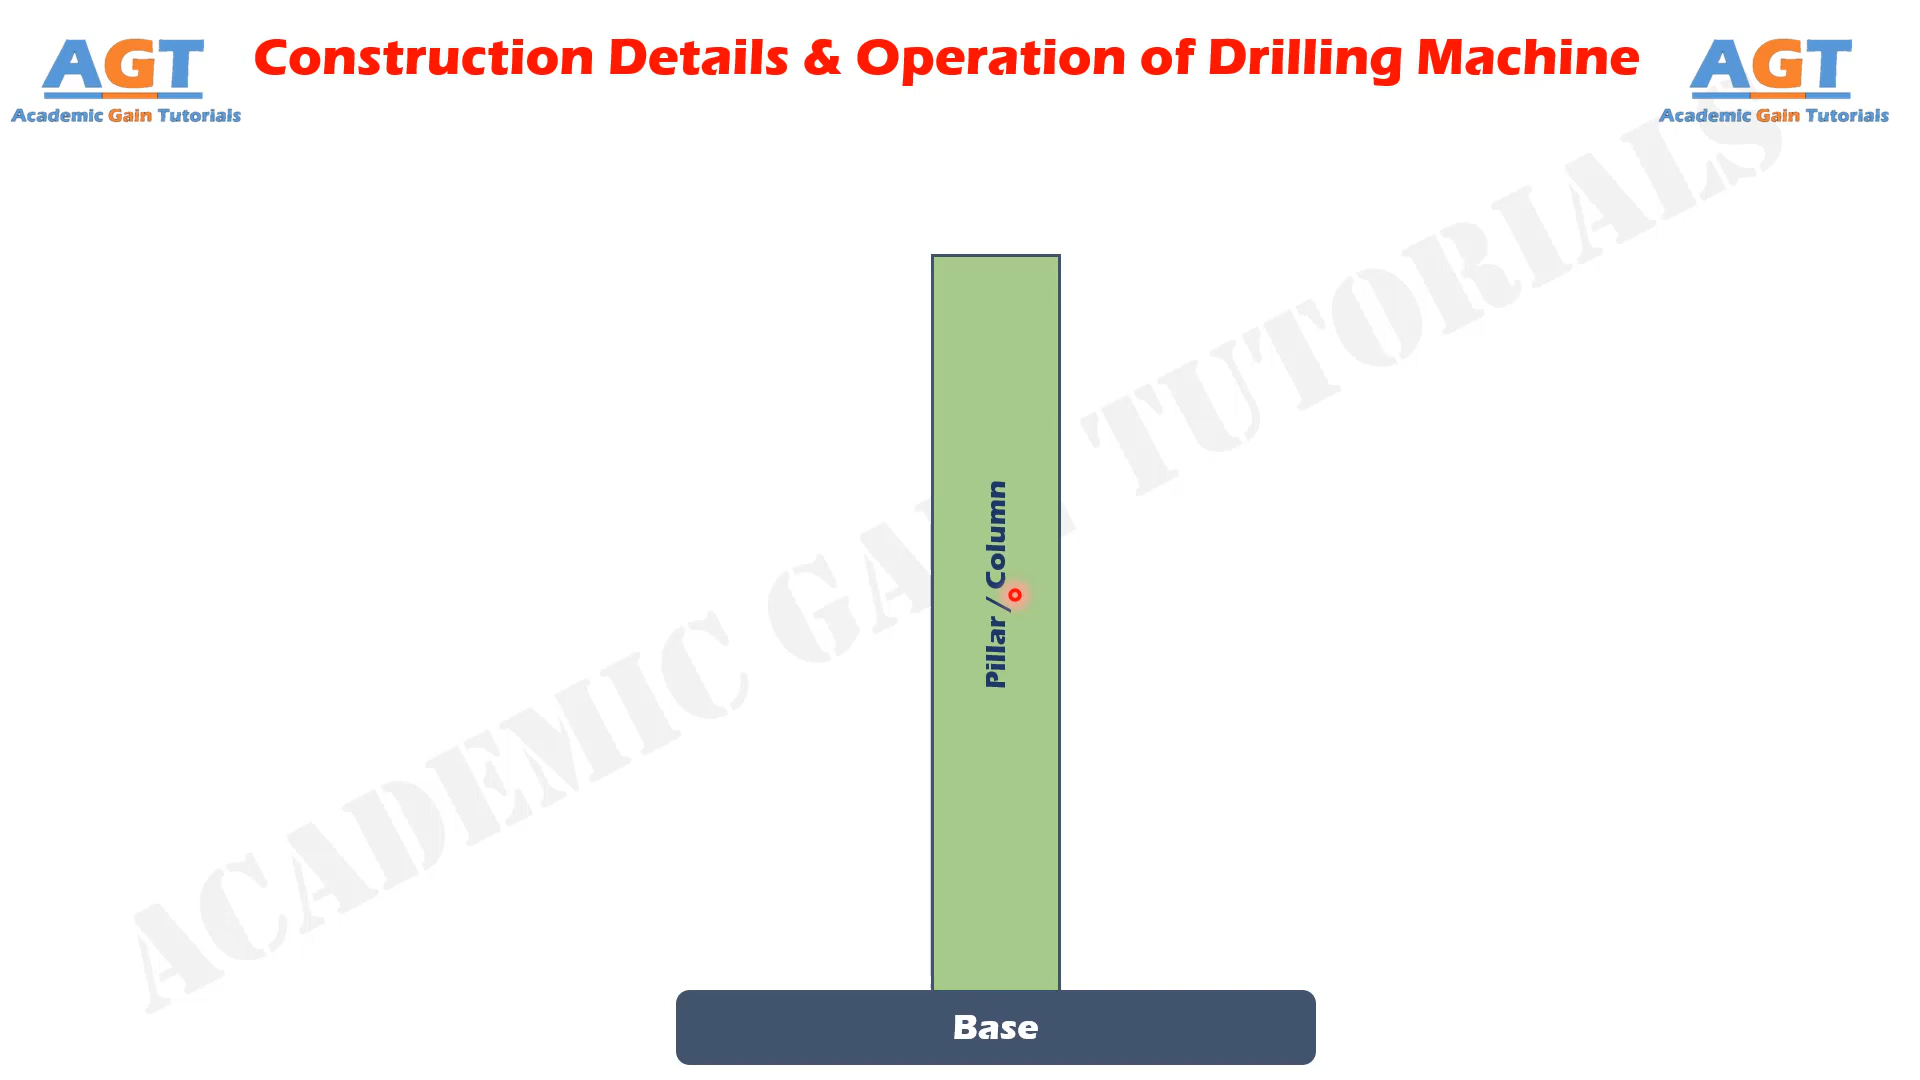 AGT
Academic Gain Tutorials
Construction Details & Operation of Drilling Machine
AGT
Academic Gain Tutorials
ACADEMIC GAIN TUTORIALS
Pillar / Column
Base